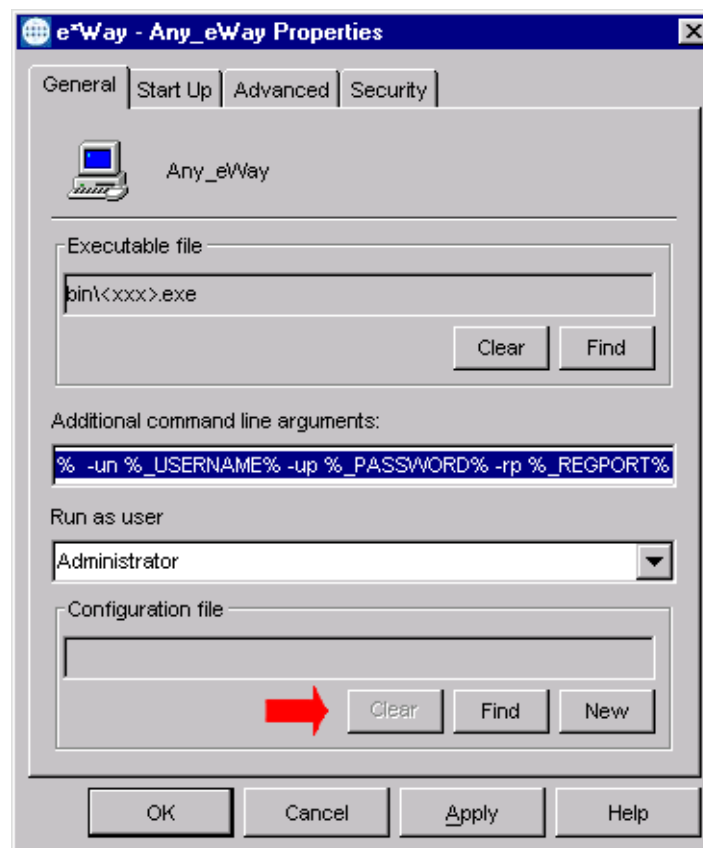 e*Way - Any_eWay Properties
General Start Up Advanced Security
Any_eWay
Executable file
bin\<xxx>.exe
Clear Find
Additional command line arguments:
% -un %_USERNAME% -up %_PASSWORD% -rp %_REGPORT%
Run as user
Administrator
Configuration file
Clear Find New
OK Cancel Apply Help